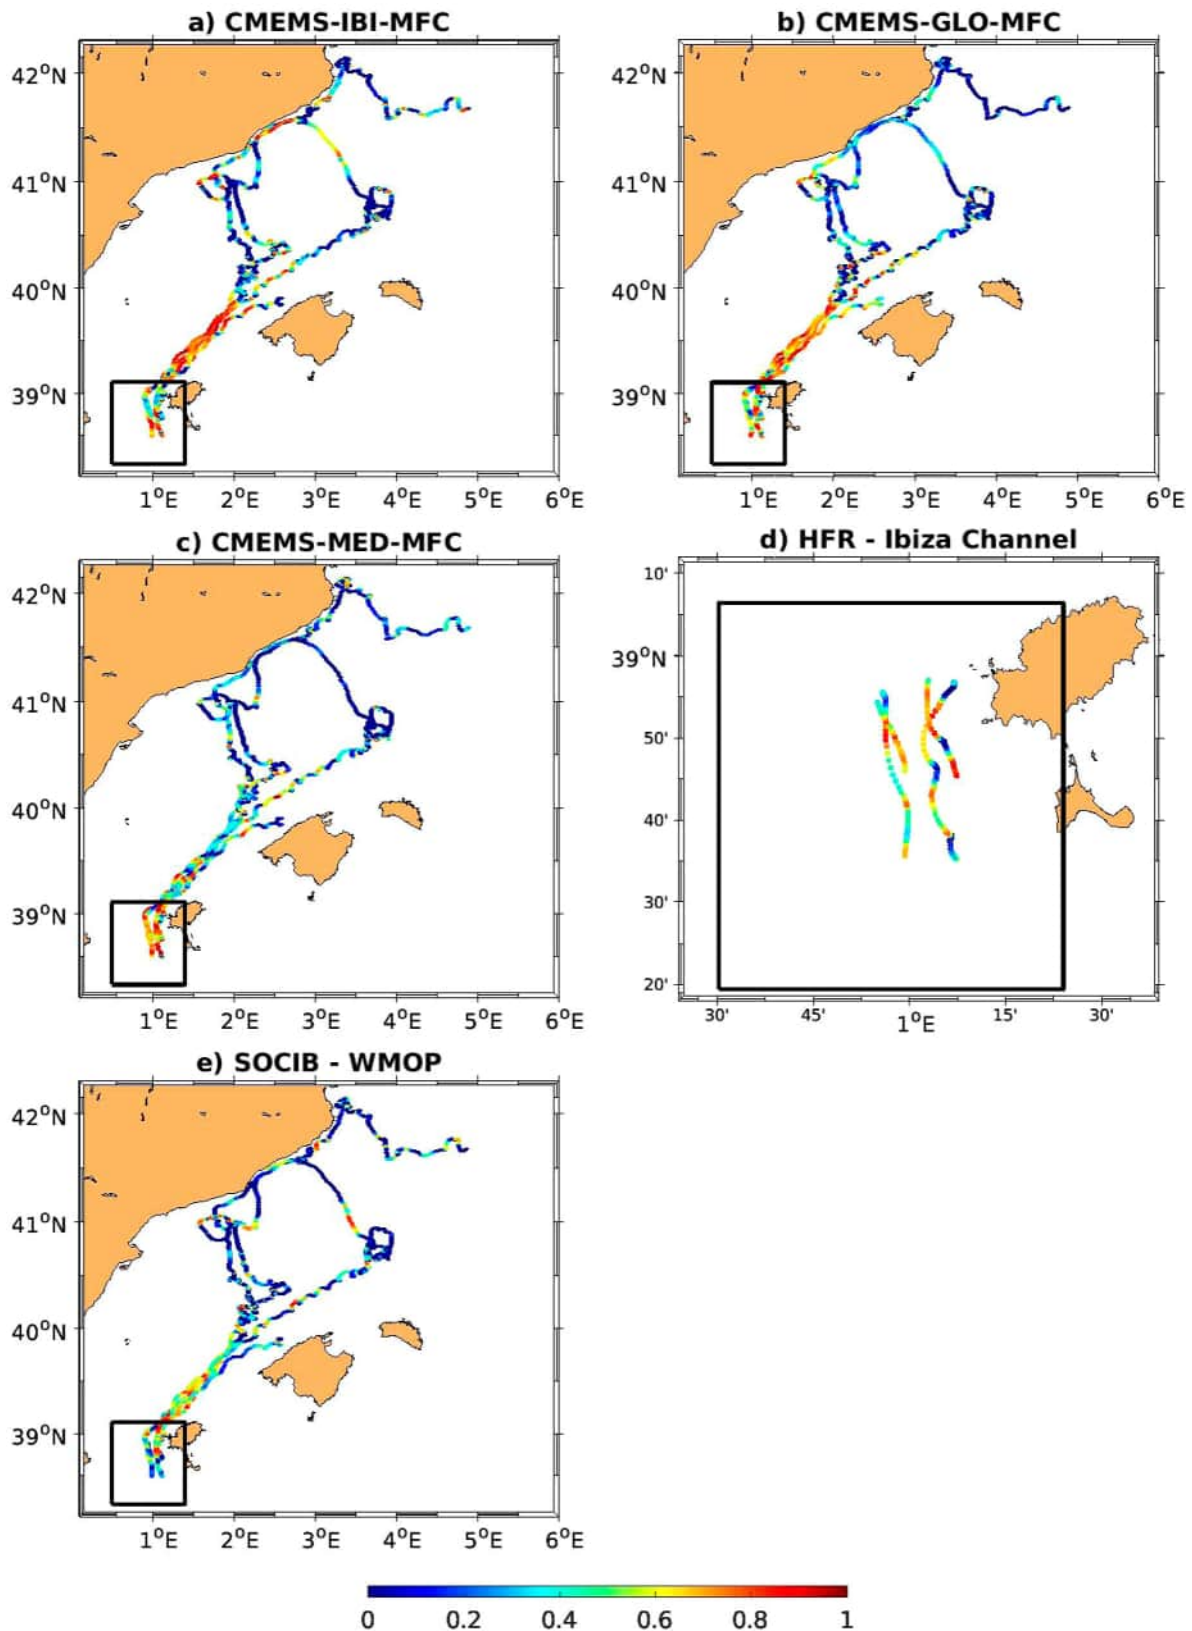 a) CMEMS-IBI-MFC
b) CMEMS-GLO-MFC
42°N
42°N
41°N
41°N
40°N
40°N
39°N
39°N
1°E 2°E 3°E 4°E 5°E 6°E
1°E 2°E 3°E 4°E 5°E 6°E
c) CMEMS-MED-MFC
d) HFR - Ibiza Channel
42°N
41°N
40°N
39°N
10'
39°N
50'
40'
30'
20'
1°E 2°E 3°E 4°E 5°E 6°E
30' 45' 1°E 15' 30'
e) SOCIB - WMOP
42°N
41°N
40°N
39°N
1°E 2°E 3°E 4°E 5°E 6°E
0 0.2 0.4 0.6 0.8 1